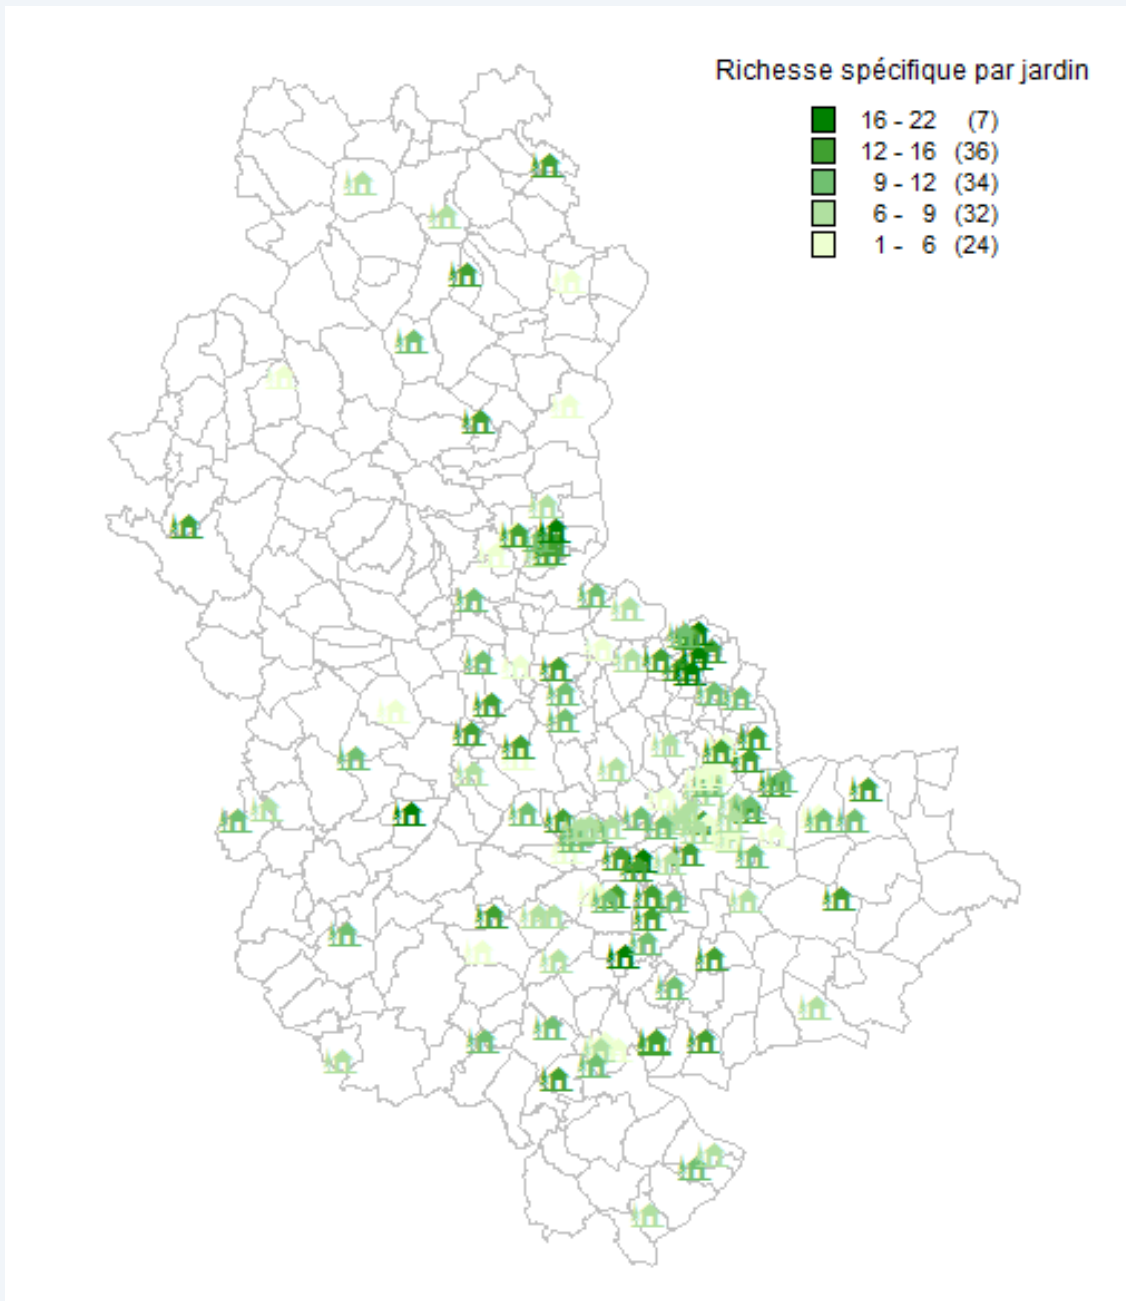 Richesse spécifique par jardin
16 - 22 (7)
12 - 16 (36)
9 - 12 (34)
6 - 9 (32)
1 - 6 (24)